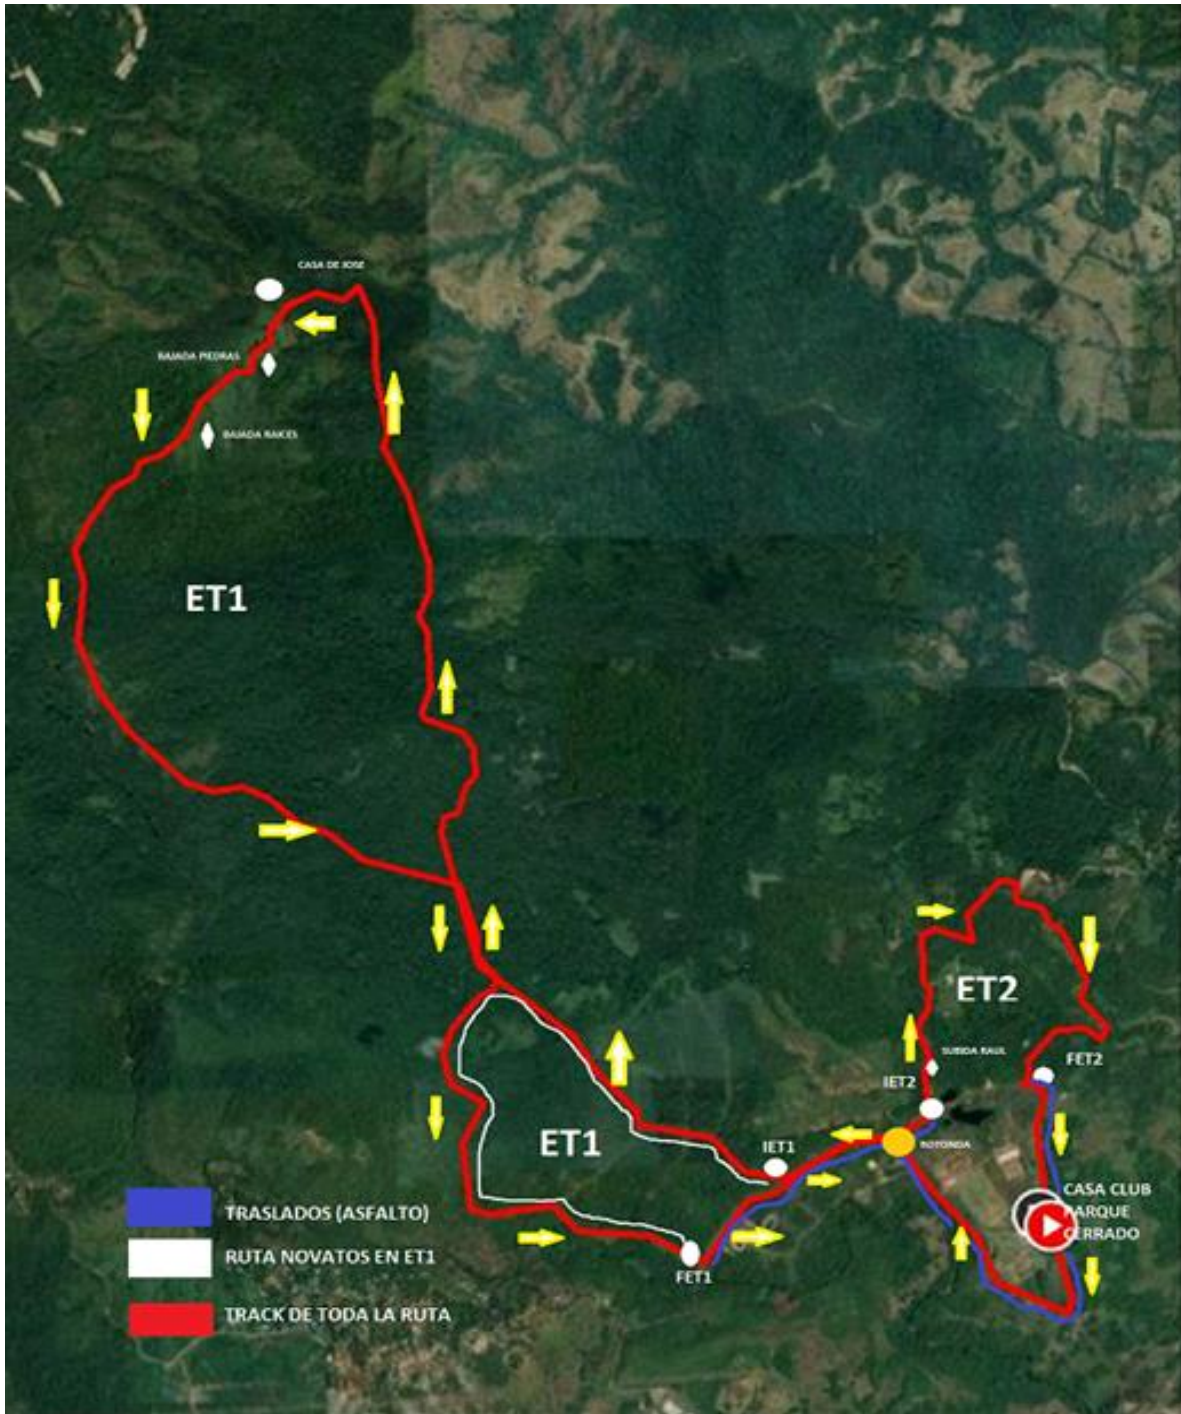 CASA DE JOSE
BAJADA PIEDRAS
BAJADA RAICES
ET1
ET2
SUBIDA RAUL
FET2
IET2
ROTONDA
ET1
IET1
CASA CLUB
PARQUE
CERRADO
FET1
TRASLADOS (ASFALTO)
RUTA NOVATOS EN ET1
TRACK DE TODA LA RUTA